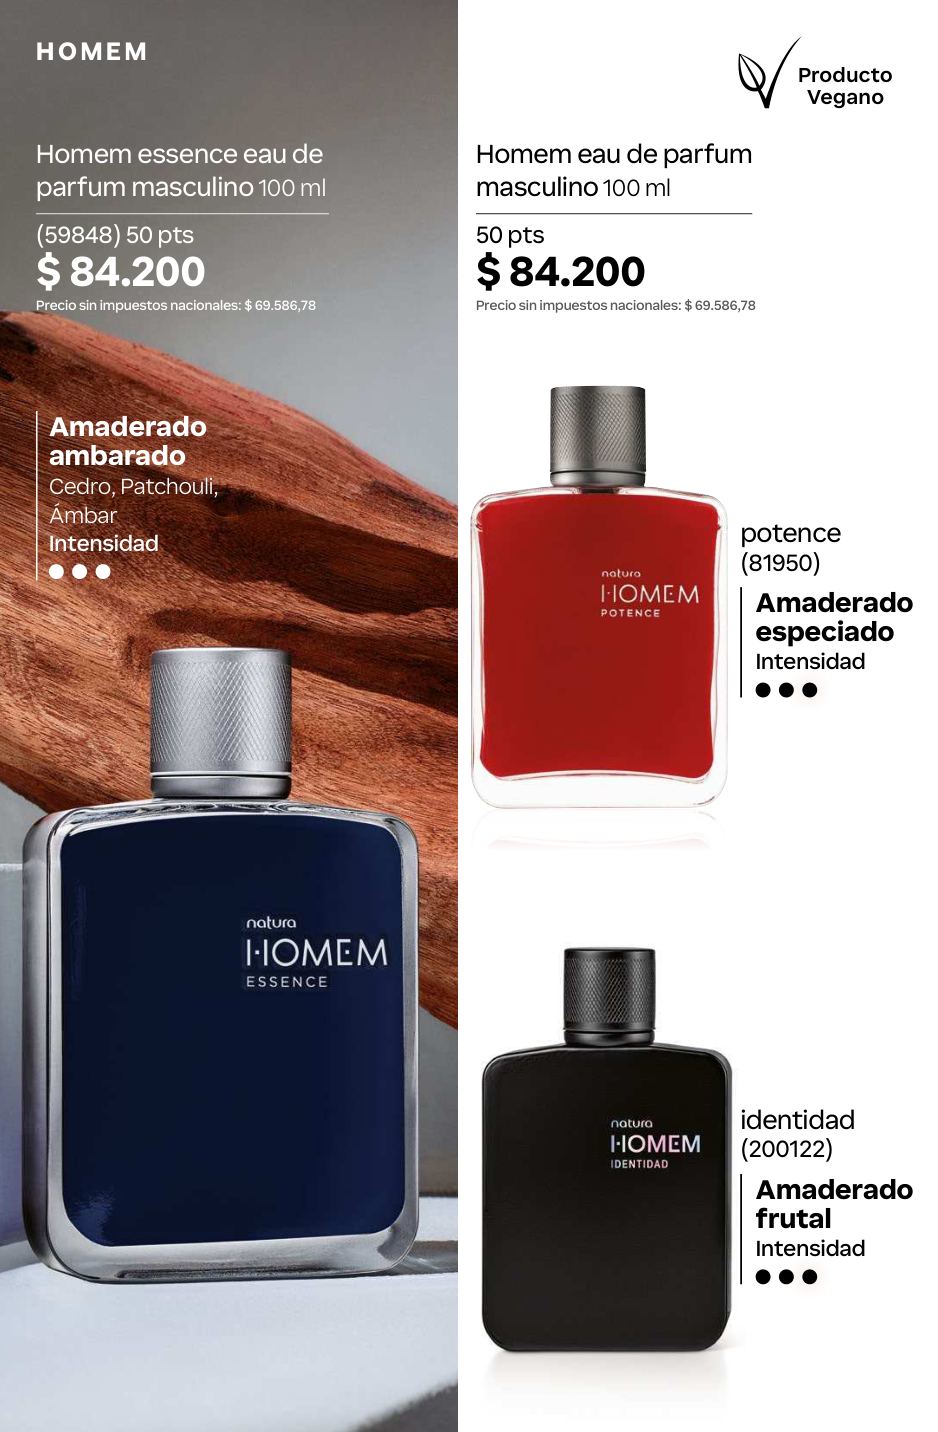 HOMEM
Producto
Vegano
Homem essence eau de
parfum masculino 100 ml
(59848) 50 pts
$ 84.200
Precio sin impuestos nacionales: $ 69.586,78
Amaderado
ambarado
Cedro, Patchouli,
Ámbar
Intensidad
natura
HOMEM
ESSENCE
Homem eau de parfum
masculino 100 ml
50 pts
$ 84.200
Precio sin impuestos nacionales: $ 69.586,78
natura
HOMEM
POTENCE
potence
(81950)
Amaderado
especiado
Intensidad
natura
HOMEM
IDENTIDAD
identidad
(200122)
Amaderado
frutal
Intensidad